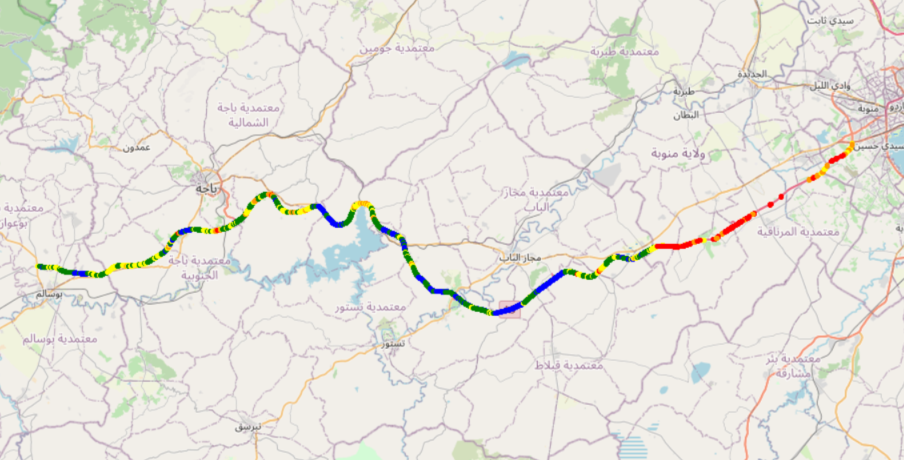 سيدي ثابت
معتمدية جومين
معتمدية طبربة
الجديدة
وادي الليل
طبربة
منوبة
البطان
معتمدية باجة
الشمالية
عمدون
سيدي حسين
ولاية منوبة
باجة
معتمدية مجاز
الباب
معتمدية
بوعوان
معتمدية المرناقية
معتمدية باجة
الجنوبية
مجاز الباب
بوسالم
معتمدية تستور
معتمدية بوسالم
تستور
معتمدية قبلاط
معتمدية بئر
مشارقة
تبرسق